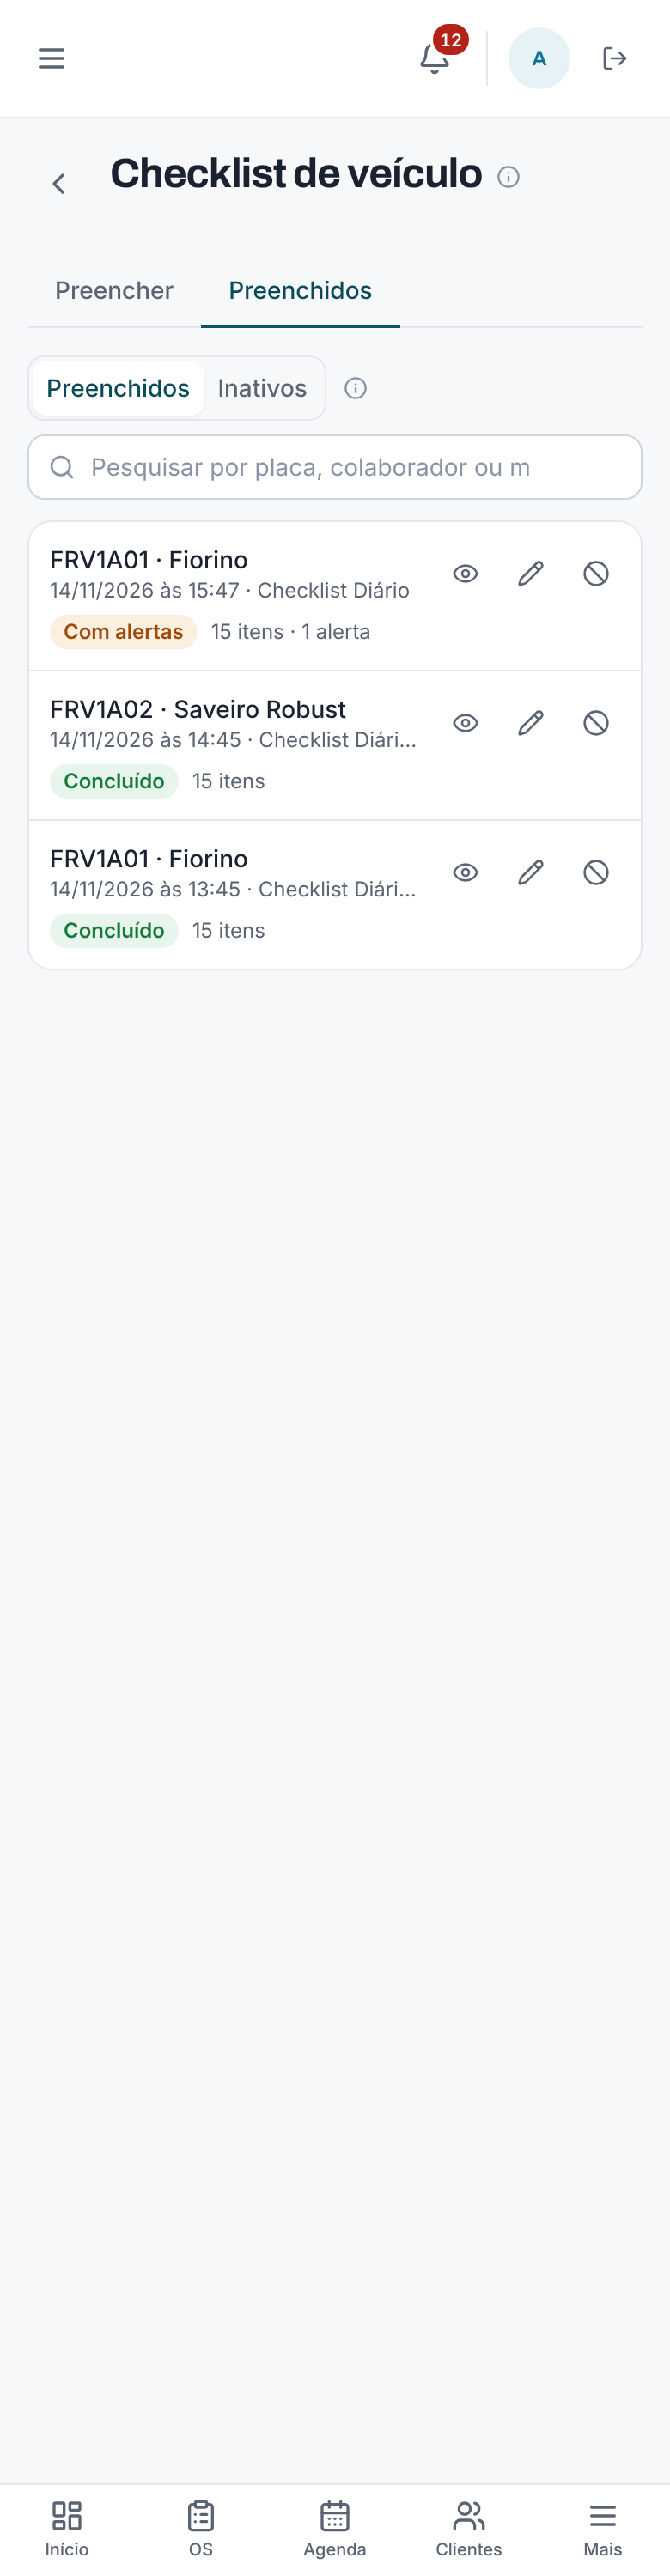 12
A
Checklist de veículo
Preencher
Preenchidos
Preenchidos
Inativos
Pesquisar por placa, colaborador ou m
FRV1A01 · Fiorino
14/11/2026 às 15:47 · Checklist Diário
Com alertas 15 itens · 1 alerta
FRV1A02 · Saveiro Robust
14/11/2026 às 14:45 · Checklist Diári...
Concluído 15 itens
FRV1A01 · Fiorino
14/11/2026 às 13:45 · Checklist Diári...
Concluído 15 itens
Início
OS
Agenda
Clientes
Mais